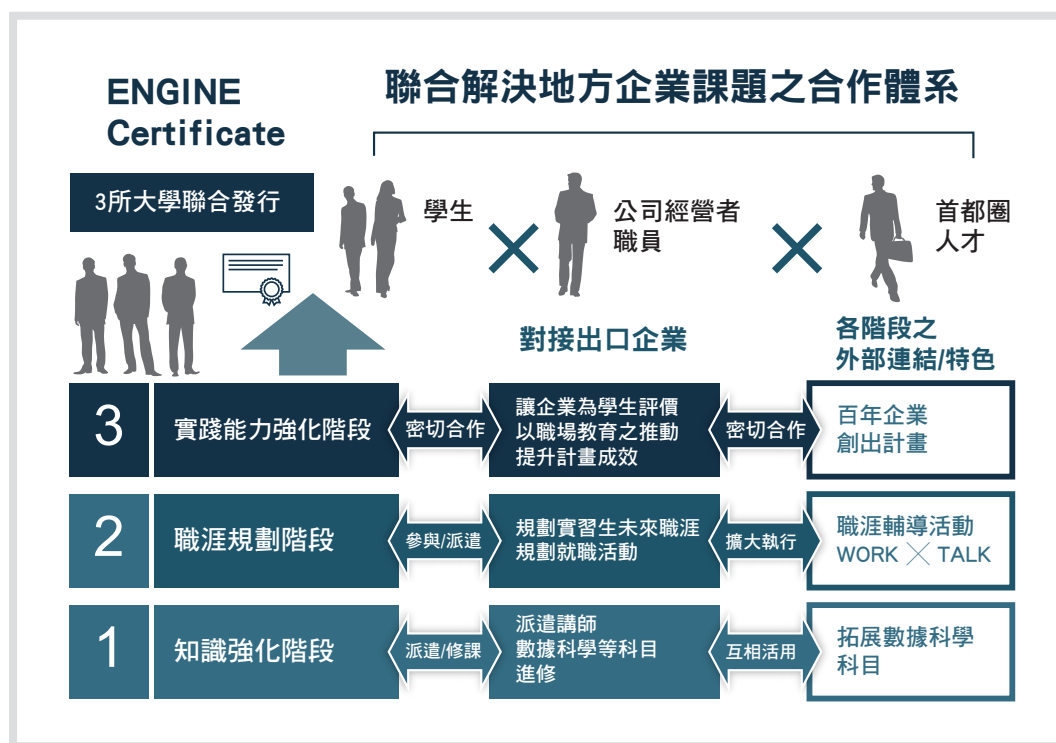 ENGINE
Certificate
聯合解決地方企業課題之合作體系
3所大學聯合發行
學生
公司經營者
職員
首都圈
人才
對接出口企業
各階段之
外部連結/特色
3
實踐能力強化階段
密切合作
讓企業為學生評價
以職場教育之推動
提升計畫成效
密切合作
百年企業
創出計畫
2
職涯規劃階段
參與/派遣
規劃實習生未來職涯
規劃就職活動
擴大執行
職涯輔導活動
WORK × TALK
1
知識強化階段
派遣/修課
派遣講師
數據科學等科目
進修
互相活用
拓展數據科學
科目